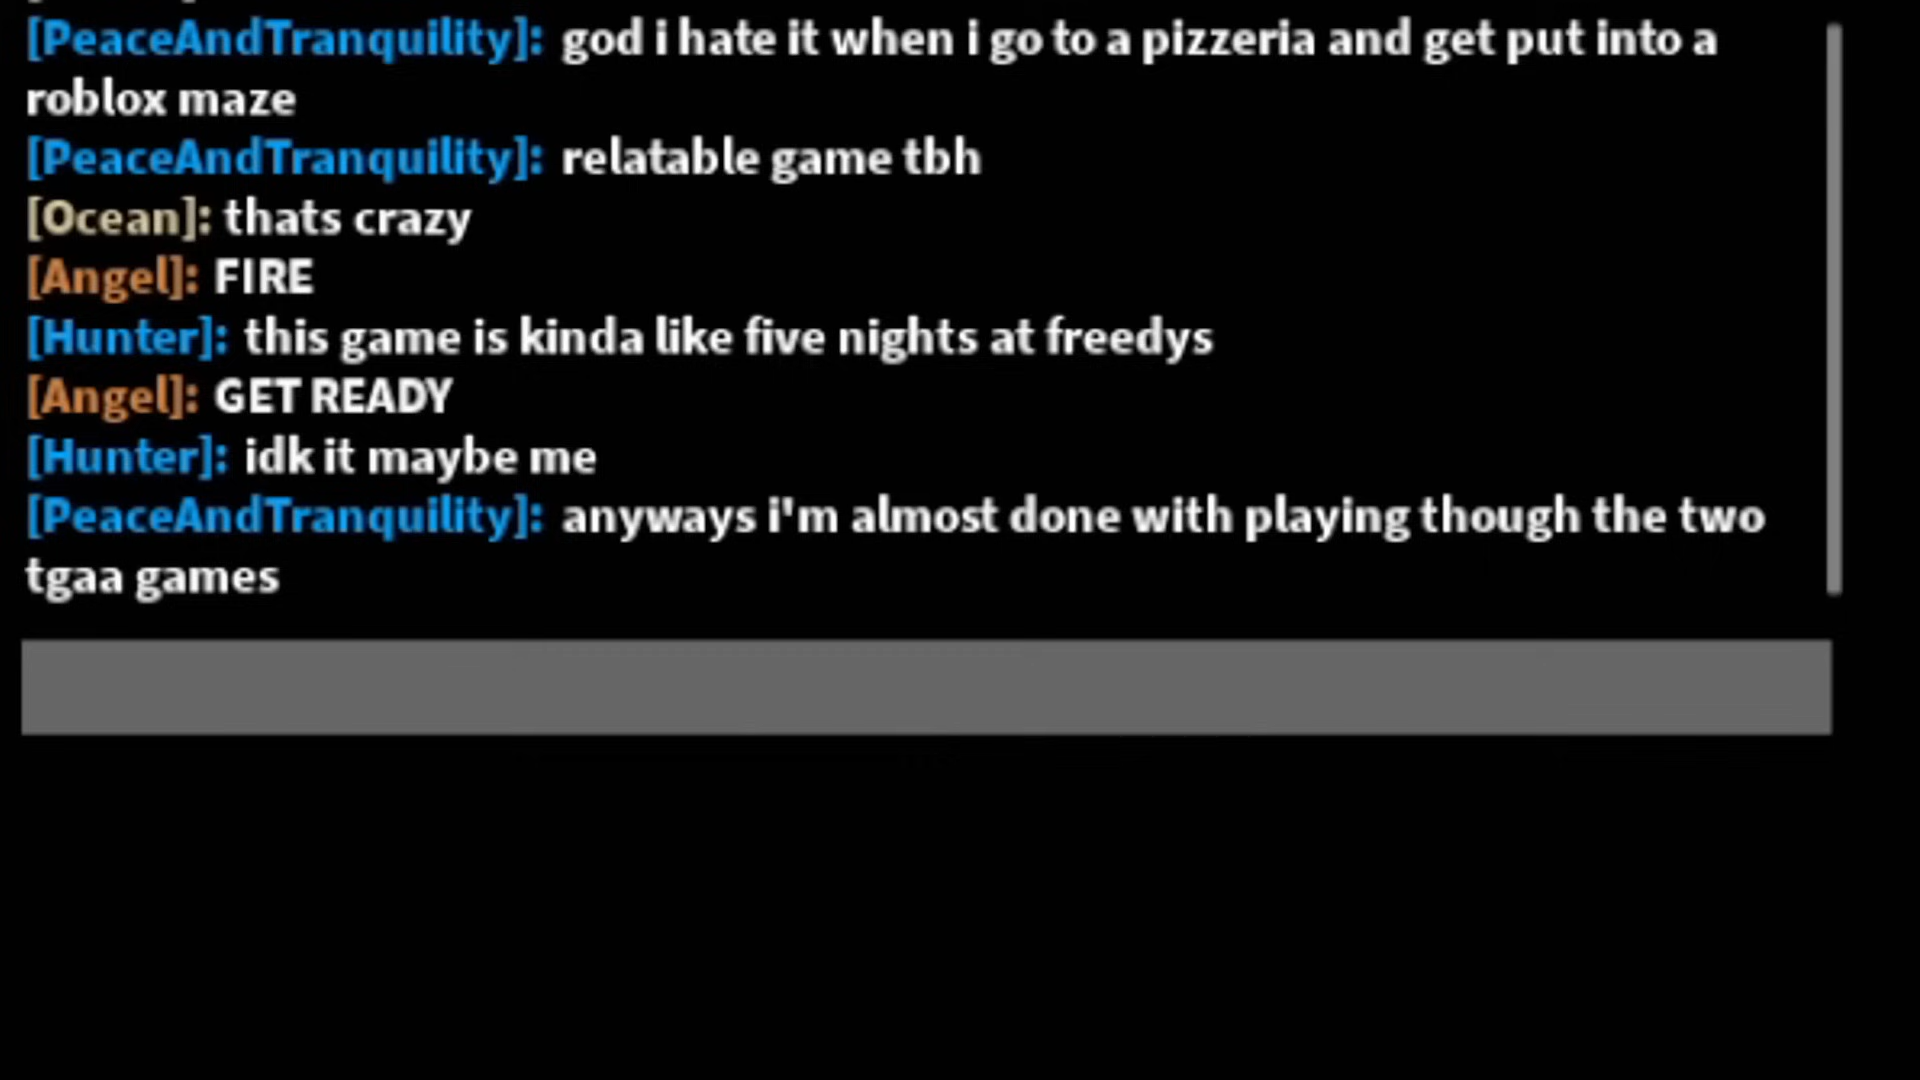 [PeaceAndTranquility]: god i hate it when i go to a pizzeria and get put into a
roblox maze
[PeaceAndTranquility]: relatable game tbh
[Ocean]: thats crazy
[Angel]: FIRE
[Hunter]: this game is kinda like five nights at freedys
[Angel]: GET READY
[Hunter]: idk it maybe me
[PeaceAndTranquility]: anyways i'm almost done with playing though the two
tgaa games